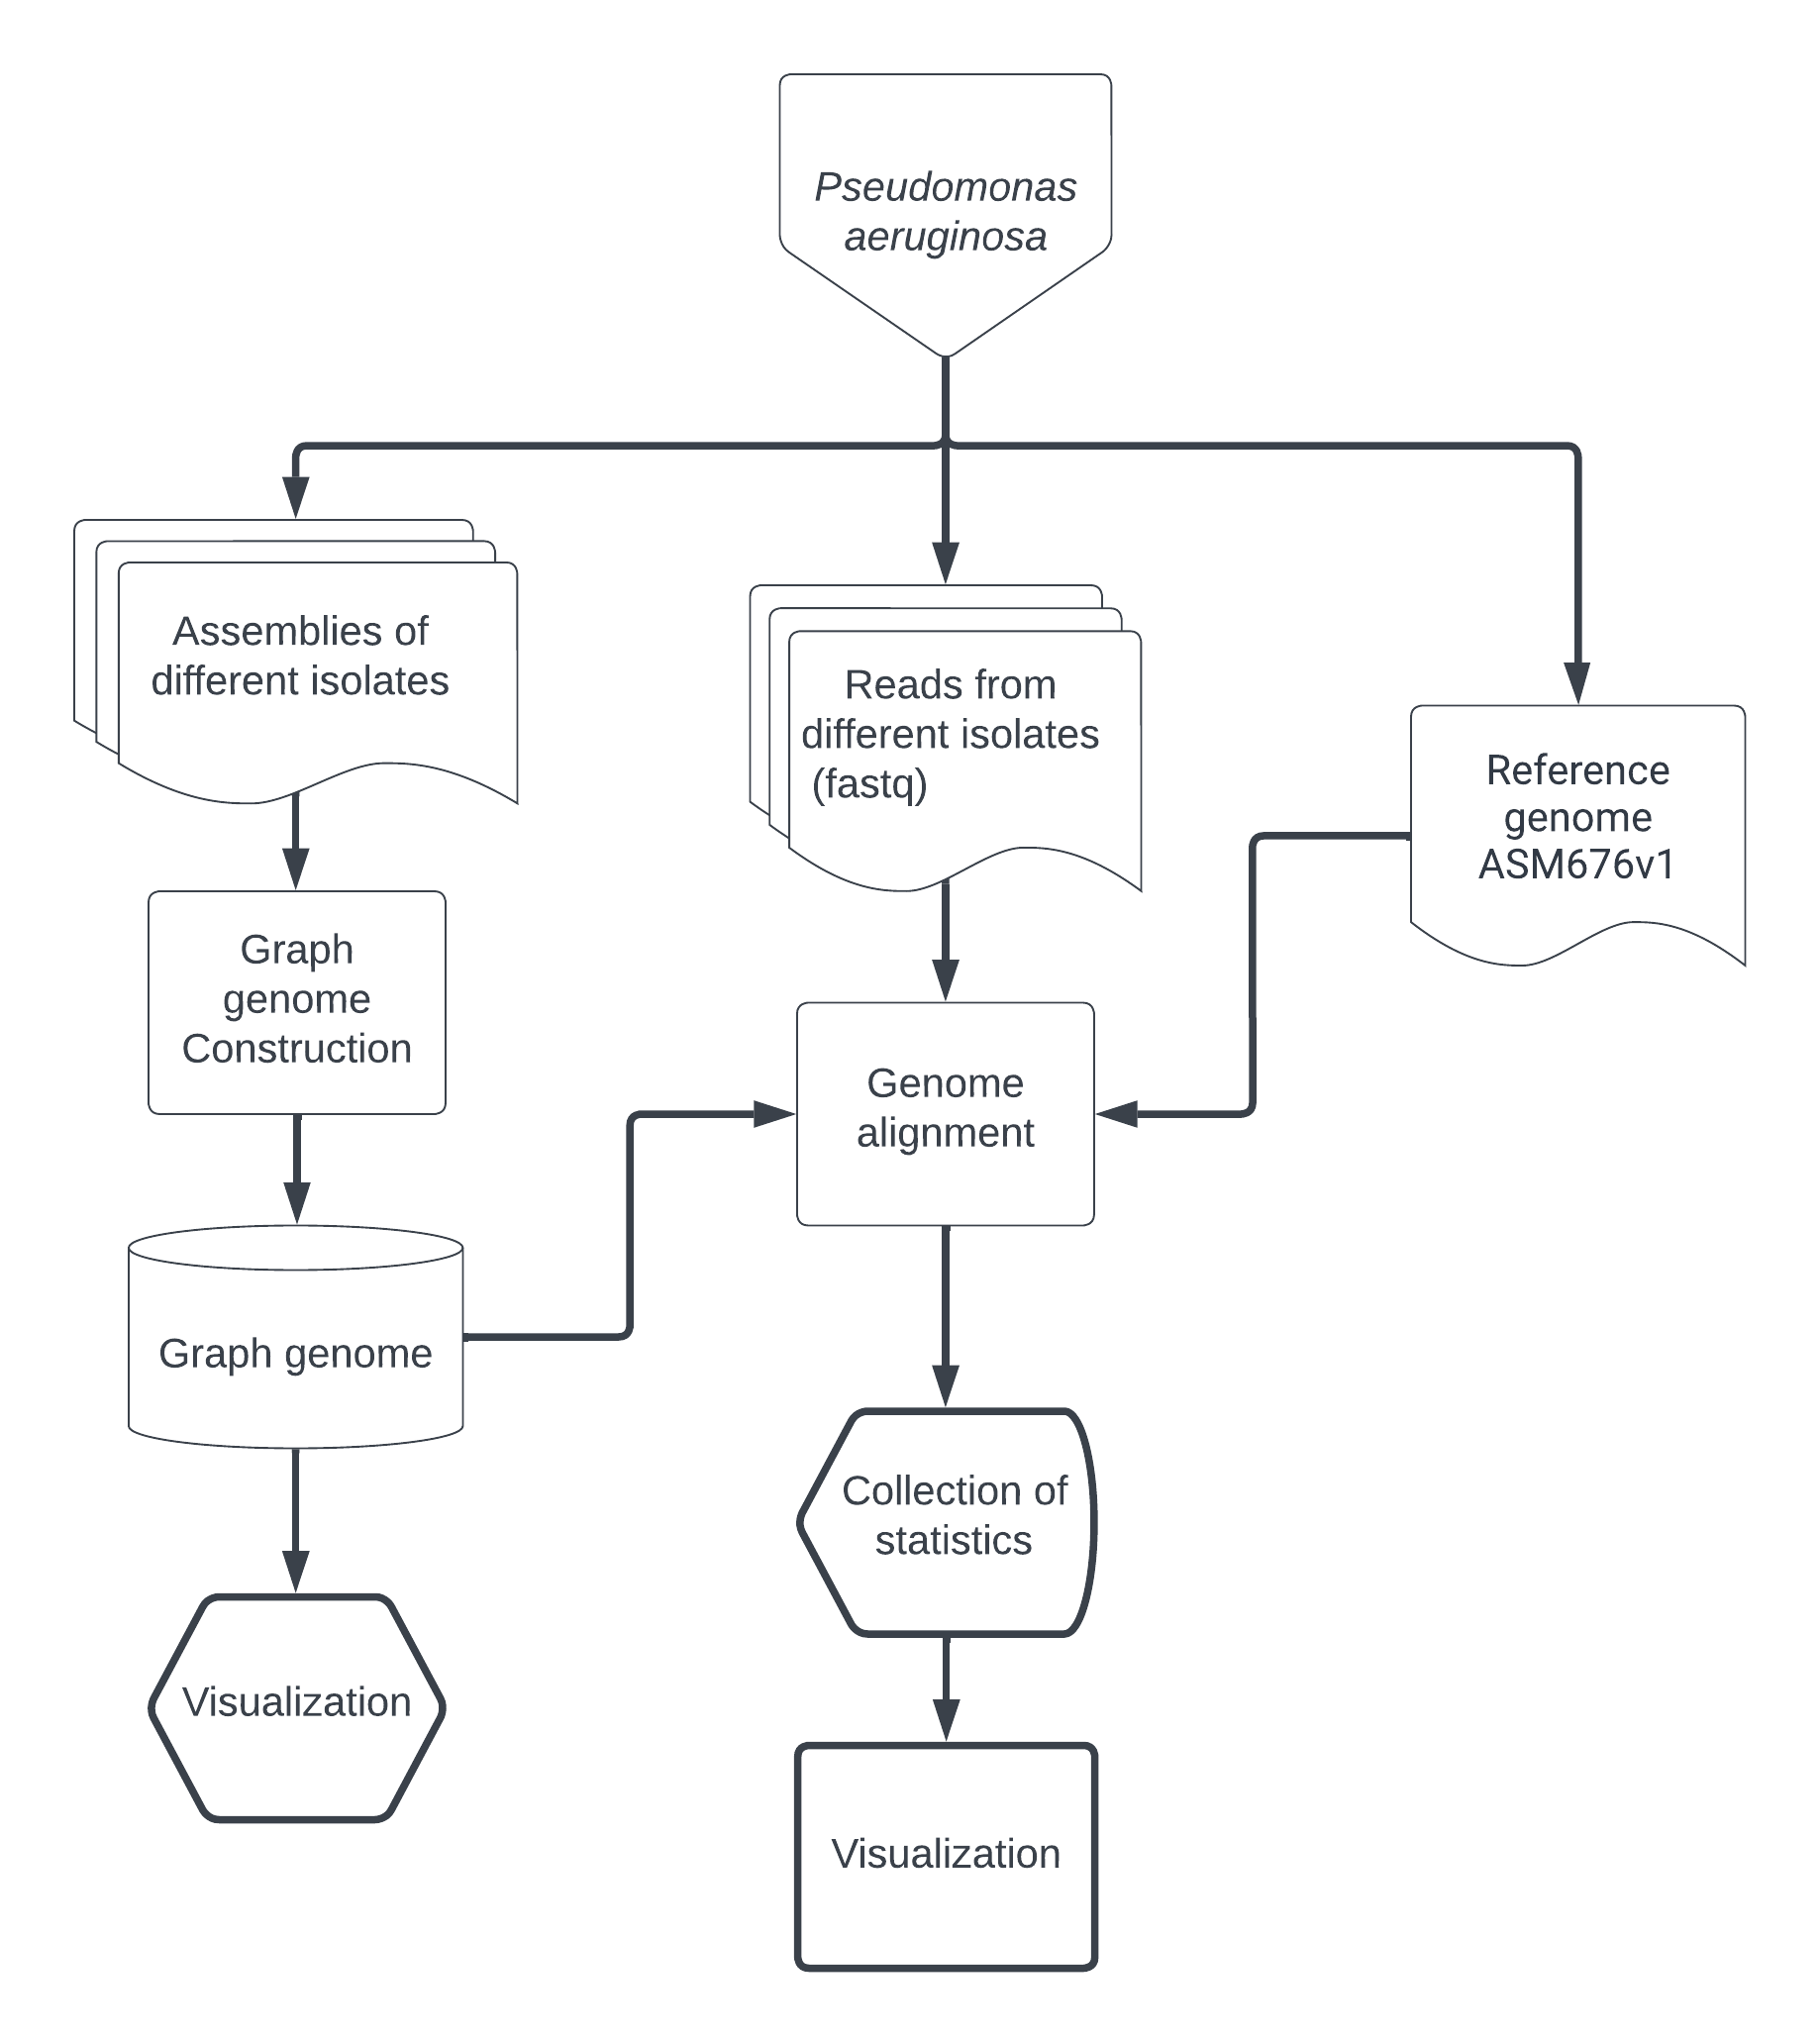 Pseudomonas
aeruginosa
Assemblies of
different isolates
Reads from
different isolates
(fastq)
Reference
genome
ASM676v1
Graph
genome
Construction
Genome
alignment
Graph genome
Collection of
statistics
Visualization
Visualization